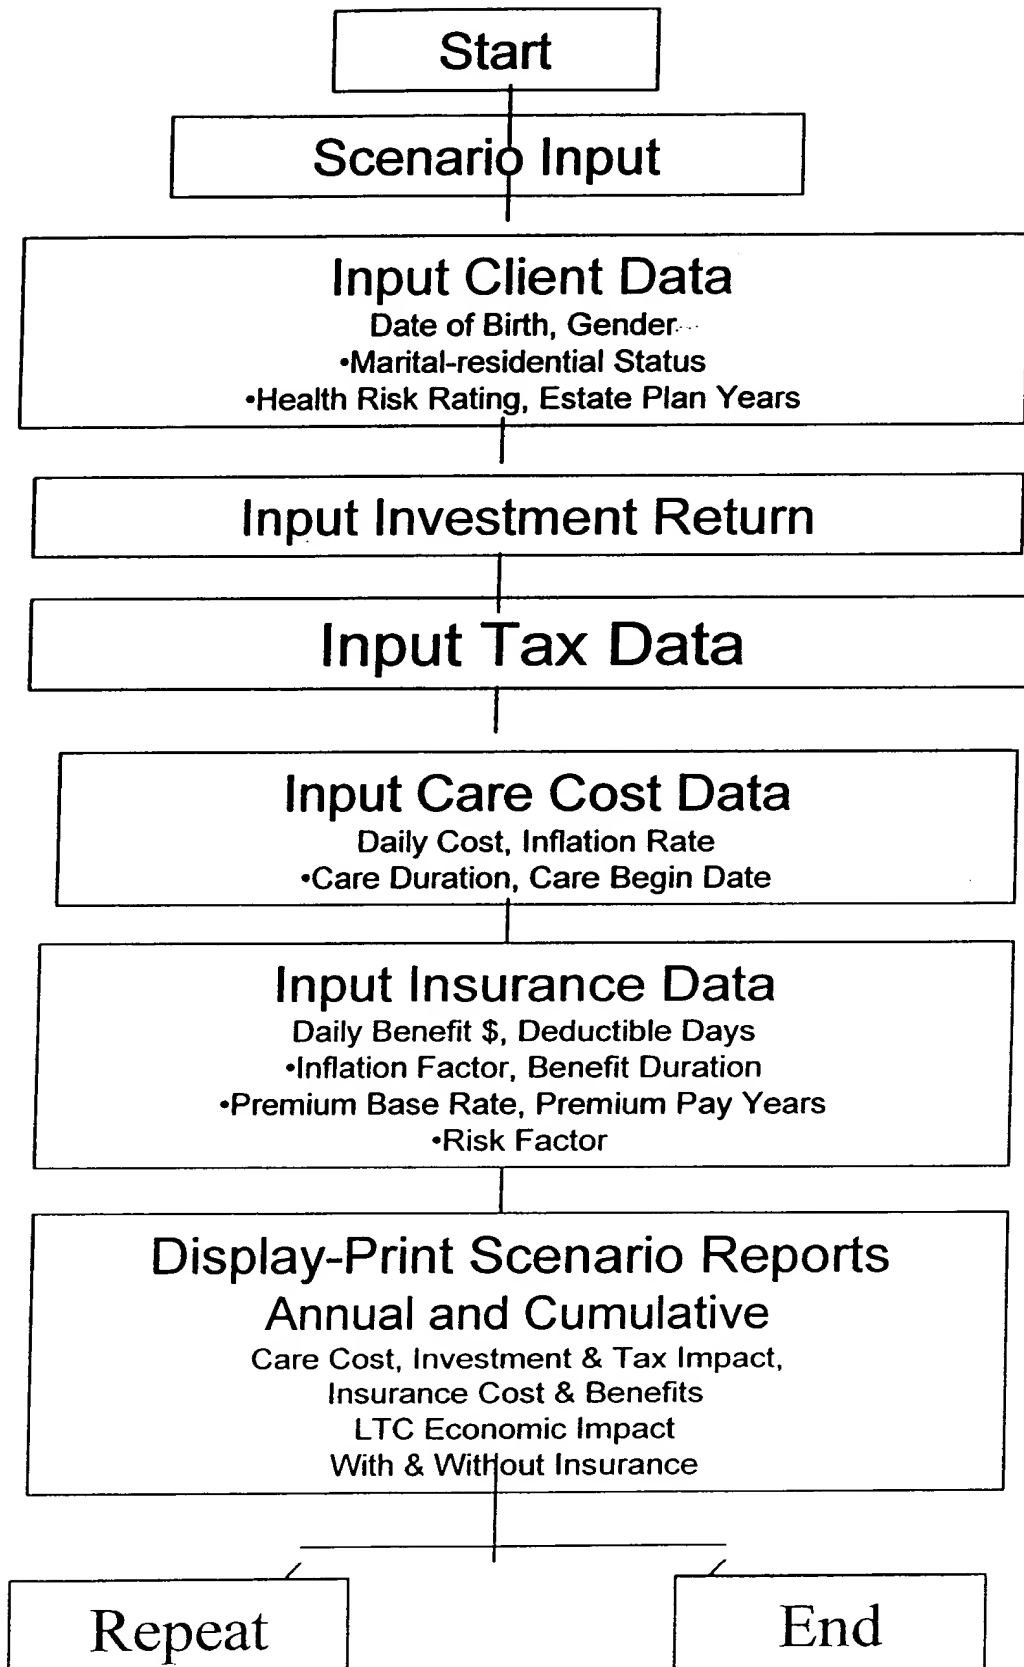 Start
Scenario Input
Input Client Data
Date of Birth, Gender
•Marital-residential Status
•Health Risk Rating, Estate Plan Years
Input Investment Return
Input Tax Data
Input Care Cost Data
Daily Cost, Inflation Rate
•Care Duration, Care Begin Date
Input Insurance Data
Daily Benefit $, Deductible Days
•Inflation Factor, Benefit Duration
•Premium Base Rate, Premium Pay Years
•Risk Factor
Display-Print Scenario Reports
Annual and Cumulative
Care Cost, Investment & Tax Impact,
Insurance Cost & Benefits
LTC Economic Impact
With & Without Insurance
Repeat
End